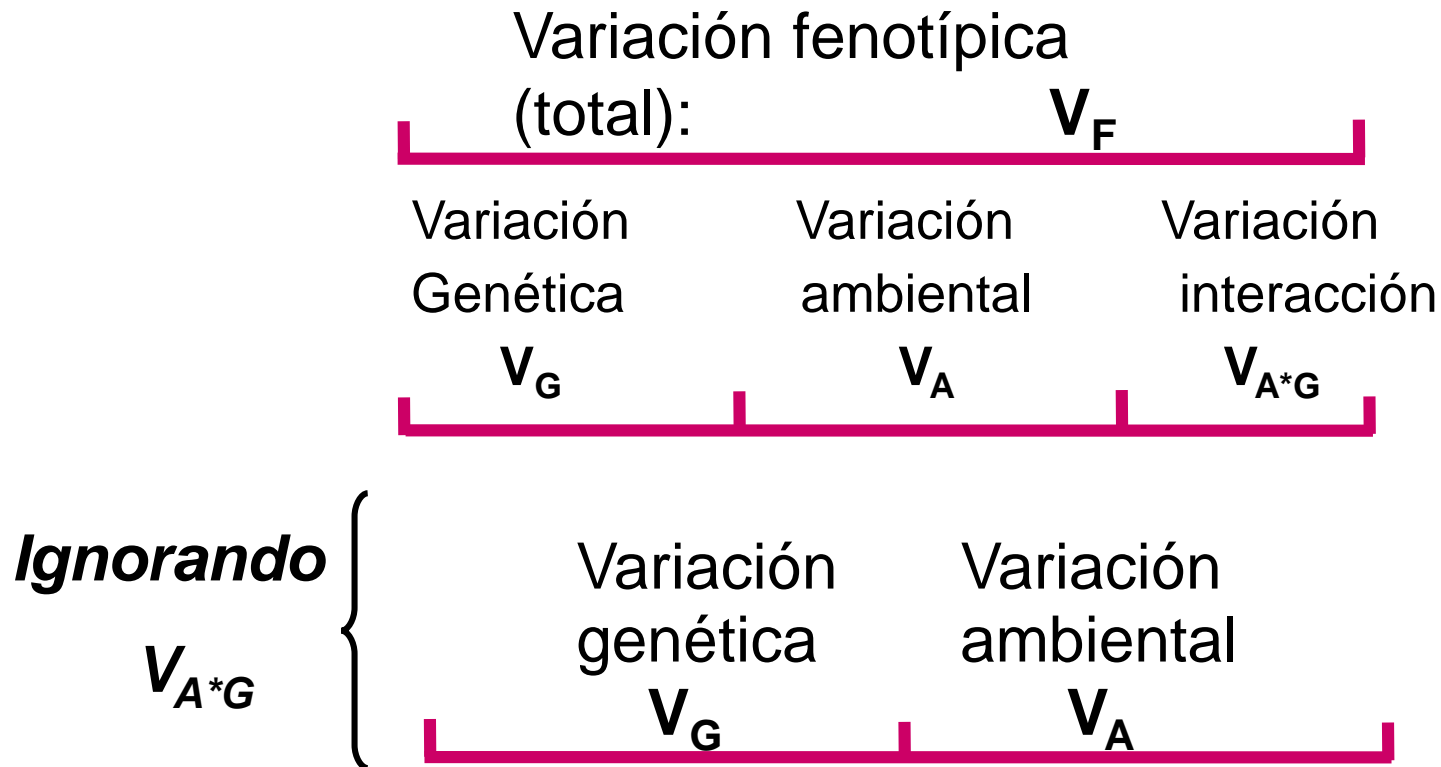 Variación fenotípica
(total): V_F
Variación Variación Variación
Genética ambiental interacción
V_G V_A V_A*G
Ignorando
V_A*G
Variación Variación
genética ambiental
V_G V_A